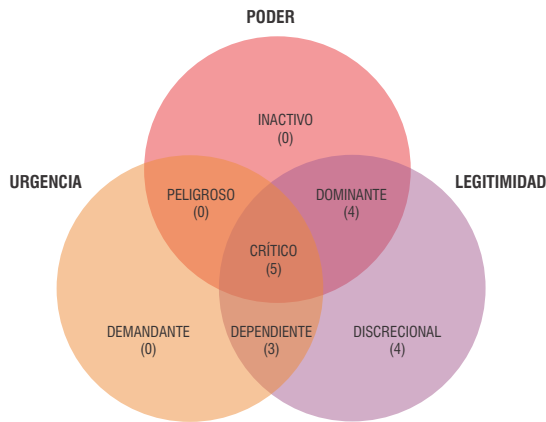 PODER
INACTIVO
(0)
URGENCIA
LEGITIMIDAD
PELIGROSO
(0)
DOMINANTE
(4)
CRÍTICO
(5)
DEMANDANTE
(0)
DEPENDIENTE
(3)
DISCRECIONAL
(4)